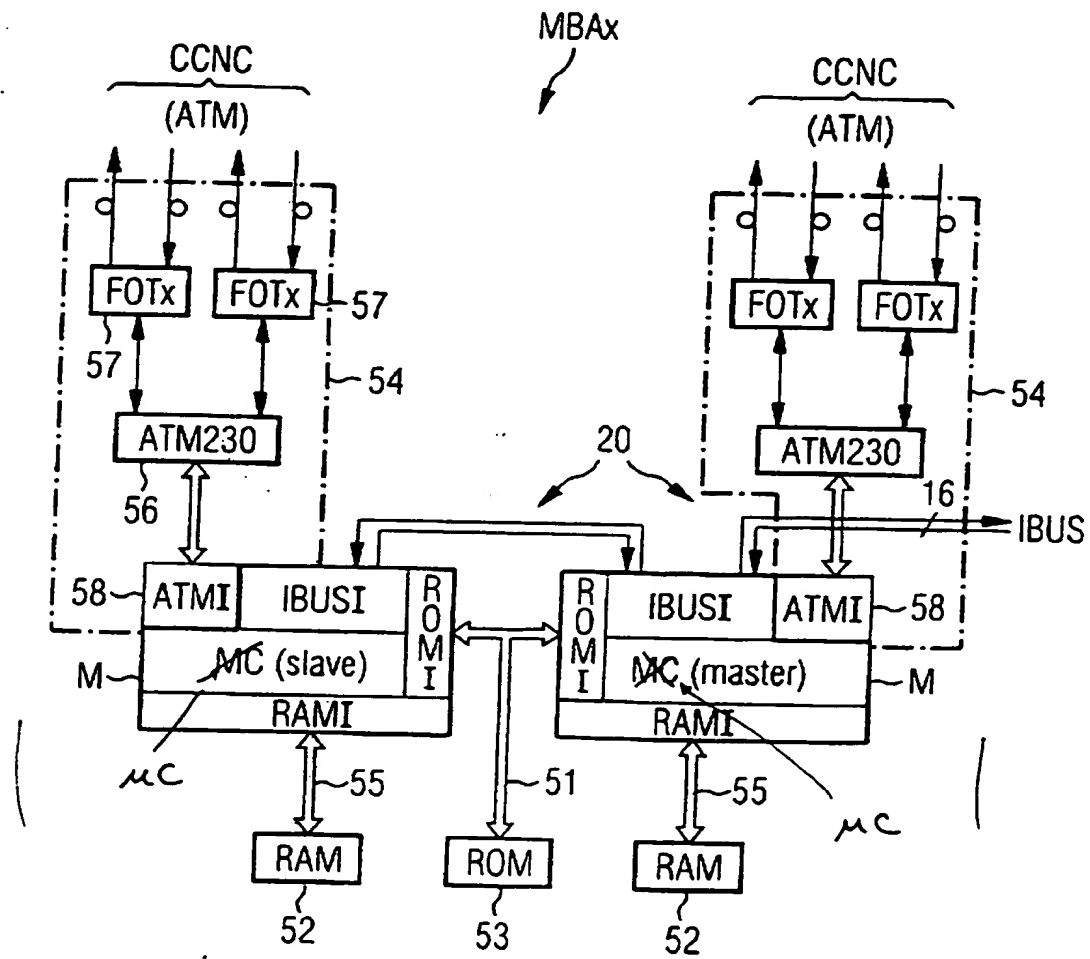 MBAx
CCNC
(ATM)
CCNC
(ATM)
FOTx
FOTx
57
57
54
ATM230
56
FOTx
FOTx
54
ATM230
20
16
IBUS
58
ATMI
IBUSI
ROMI
M
MC (slave)
RAMI
ROMI
IBUSI
ATMI
58
MC (master)
M
RAMI
μC
55
51
55
μC
RAM
ROM
RAM
52
53
52